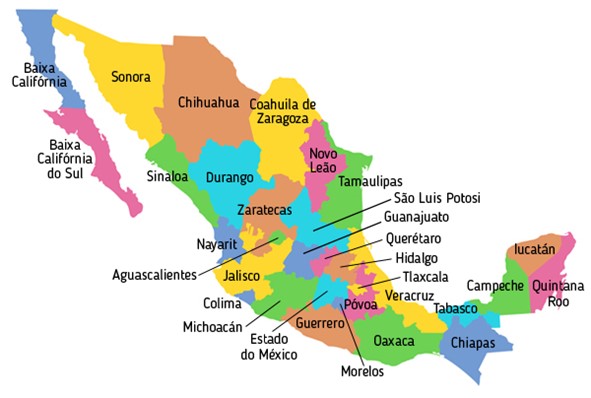 Baixa
Califórnia
Sonora
Chihuahua
Coahuila de
Zaragoza
Baixa
Califórnia
do Sul
Novo
Leão
Sinaloa
Durango
Tamaulipas
São Luis Potosi
Zaratecas
Guanajuato
Nayarit
Querétaro
Hidalgo
Aguascalientes
Jalisco
Tlaxcala
Iucatán
Campeche
Quintana
Roo
Colima
Póvoa
Veracruz
Tabasco
Michoacán
Estado
do México
Guerrero
Oaxaca
Chiapas
Morelos